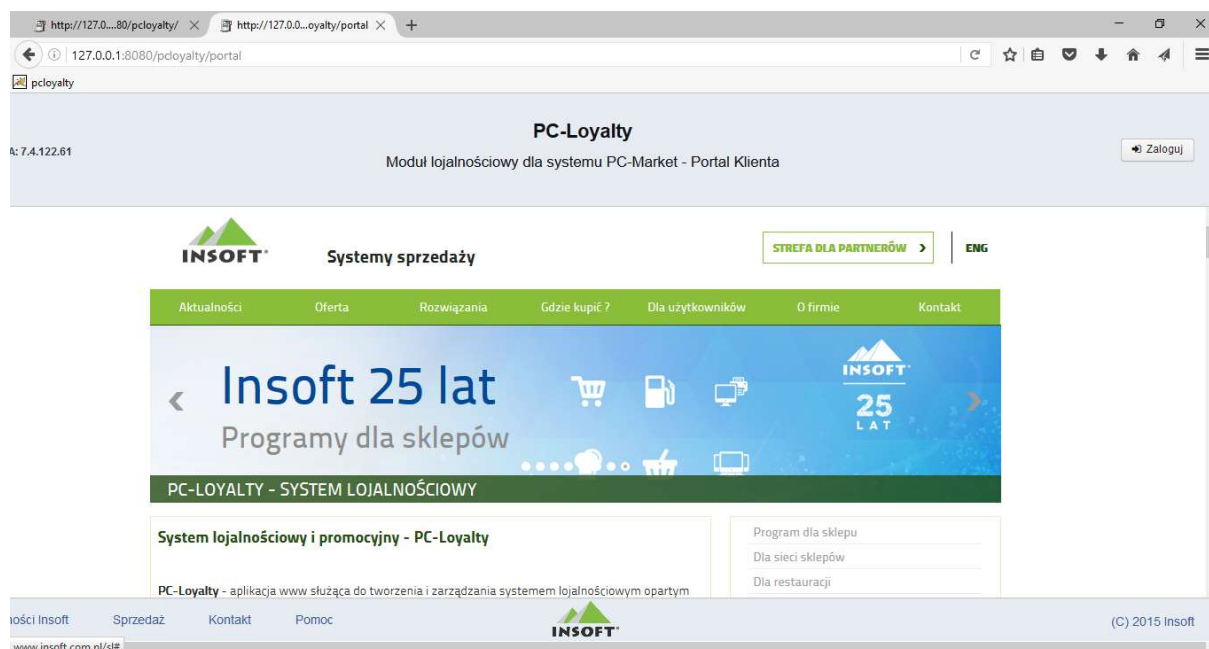 http://127.0....80/pcloyalty/ http://127.0.0...oyalty/portal
127.0.0.1:8080/pcloyalty/portal
pcloyalty
PC-Loyalty
A: 7.4.122.61
Moduł lojalnościowy dla systemu PC-Market - Portal Klienta
Zaloguj
INSOFT
Systemy sprzedaży
STREFA DLA PARTNERÓW
ENG
Aktualności Oferta Rozwiązania Gdzie kupić ? Dla użytkowników O firmie Kontakt
Insoft 25 lat
Programy dla sklepów
INSOFT
25
LAT
PC-LOYALTY - SYSTEM LOJALNOŚCIOWY
System lojalnościowy i promocyjny - PC-Loyalty
PC-Loyalty - aplikacja www służąca do tworzenia i zarządzania systemem lojalnościowym opartym
Program dla sklepu
Dla sieci sklepów
Dla restauracji
ności Insoft Sprzedaż Kontakt Pomoc
INSOFT
(C) 2015 Insoft
www.insoft.com.pl/sl#